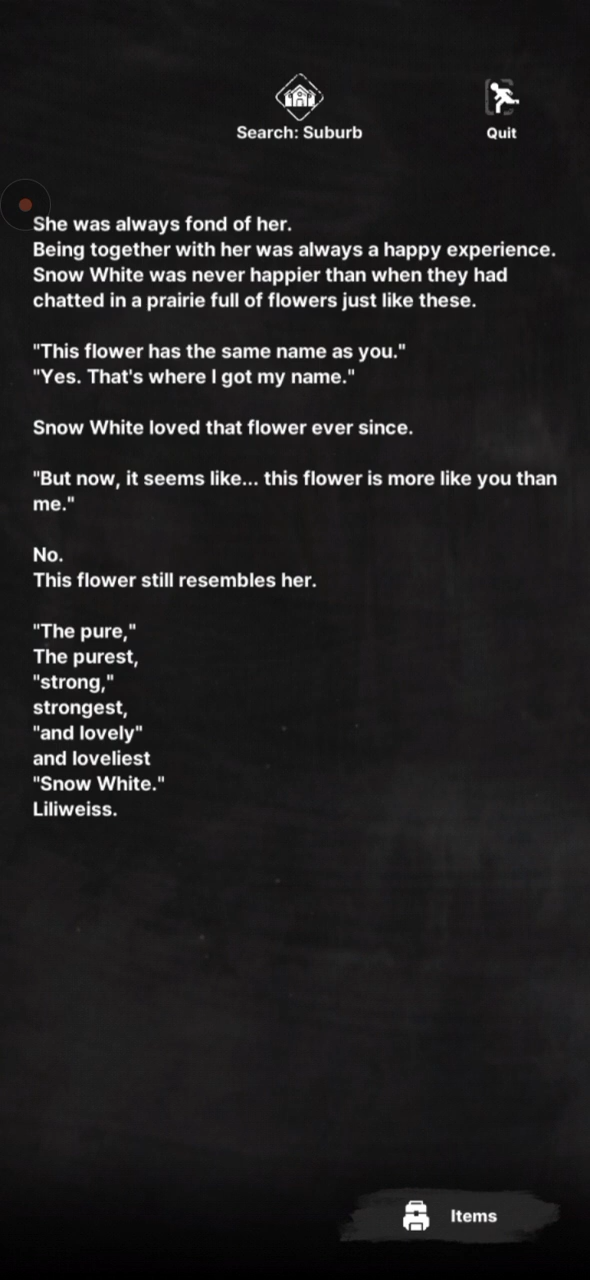 Search: Suburb
Quit
She was always fond of her.
Being together with her was always a happy experience.
Snow White was never happier than when they had
chatted in a prairie full of flowers just like these.
"This flower has the same name as you."
"Yes. That's where I got my name."
Snow White loved that flower ever since.
"But now, it seems like... this flower is more like you than
me."
No.
This flower still resembles her.
"The pure,"
The purest,
"strong,"
strongest,
"and lovely"
and loveliest
"Snow White."
Liliweiss.
Items